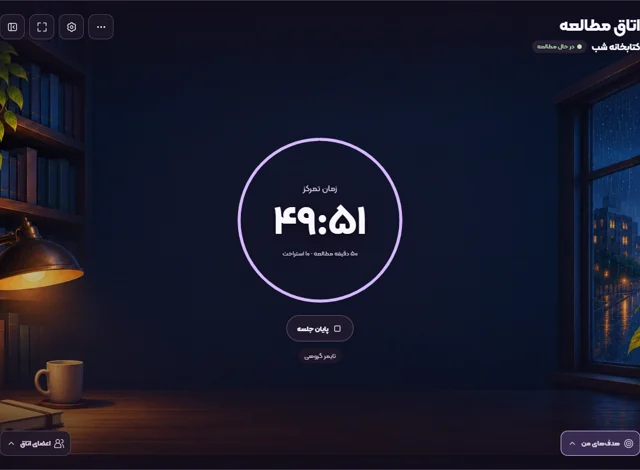 اتاق مطالعه
کتابخانه شب
در حال مطالعه
زمان تمرکز
۴۹:۵۱
۵۰ دقیقه مطالعه · ۱۰ استراحت
پایان جلسه
تایمر گروهی
هدف‌های من
اعضای اتاق